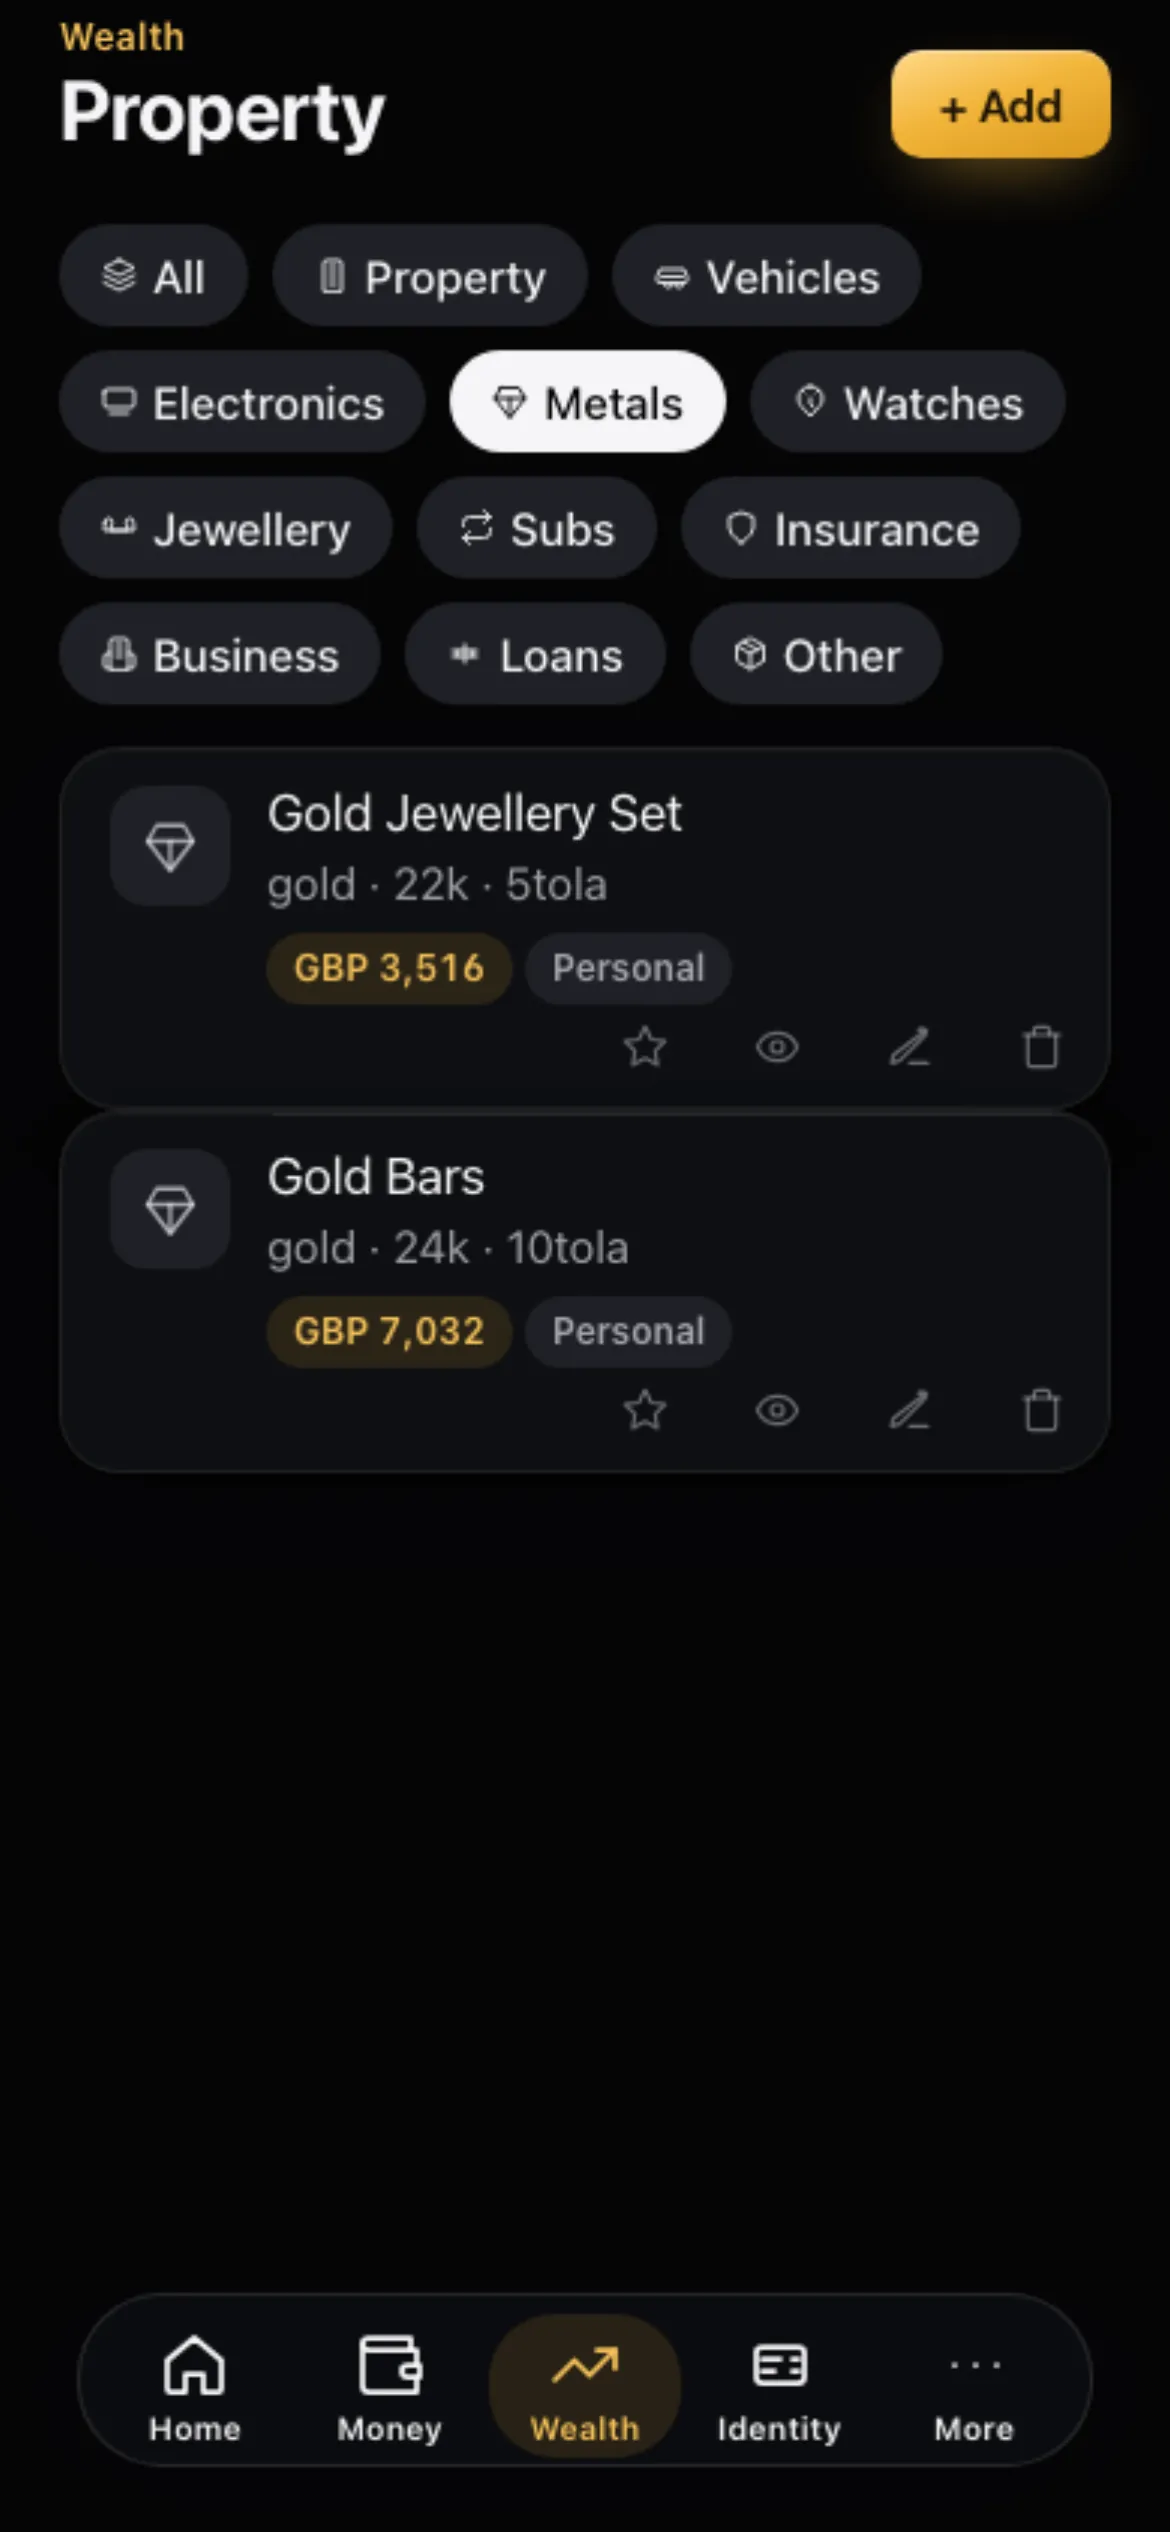 Wealth
Property
+ Add
All
Property
Vehicles
Electronics
Metals
Watches
Jewellery
Subs
Insurance
Business
Loans
Other
Gold Jewellery Set
gold · 22k · 5tola
GBP 3,516
Personal
Gold Bars
gold · 24k · 10tola
GBP 7,032
Personal
Home
Money
Wealth
Identity
More